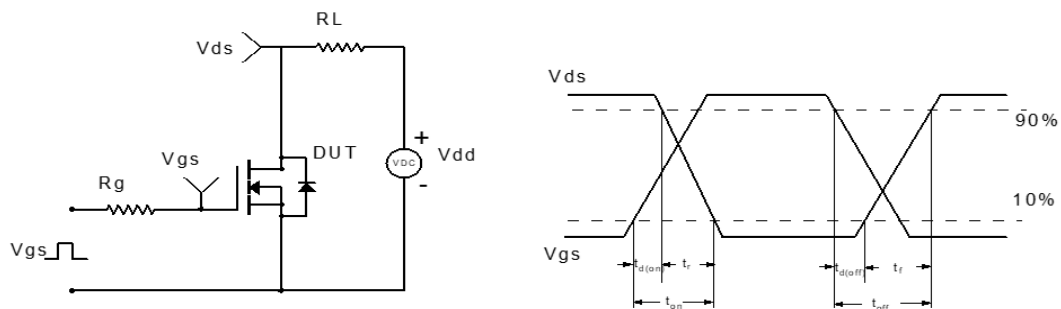 RL
Vds
Vgs
DUT
+
VDC
Vdd
-
Rg
Vgs
Vds
90%
10%
Vgs
td(on)
tr
td(off)
tf
ton
toff